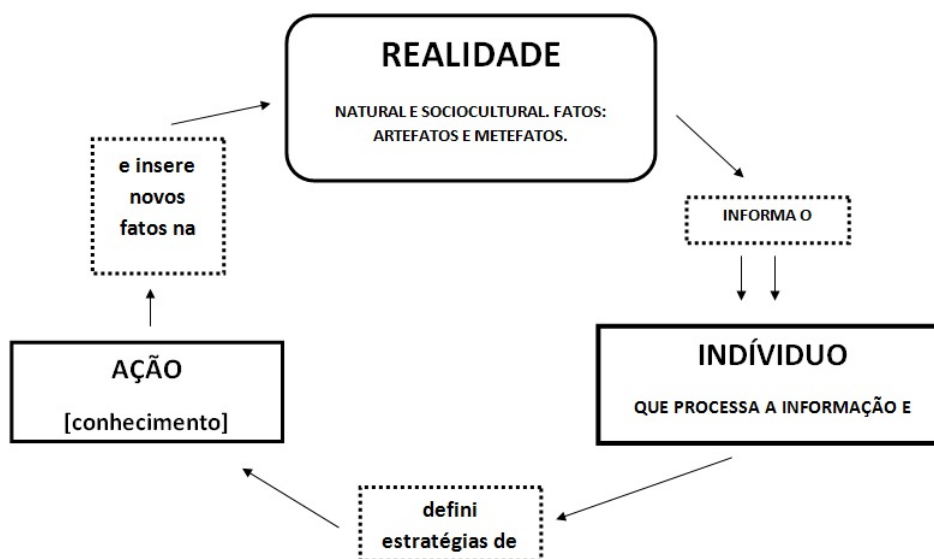 REALIDADE
NATURAL E SOCIOCULTURAL. FATOS:
ARTEFATOS E METEFATOS.
INFORMA O
INDÍVIDUO
QUE PROCESSA A INFORMAÇÃO E
defini
estratégias de
AÇÃO
[conhecimento]
e insere
novos
fatos na